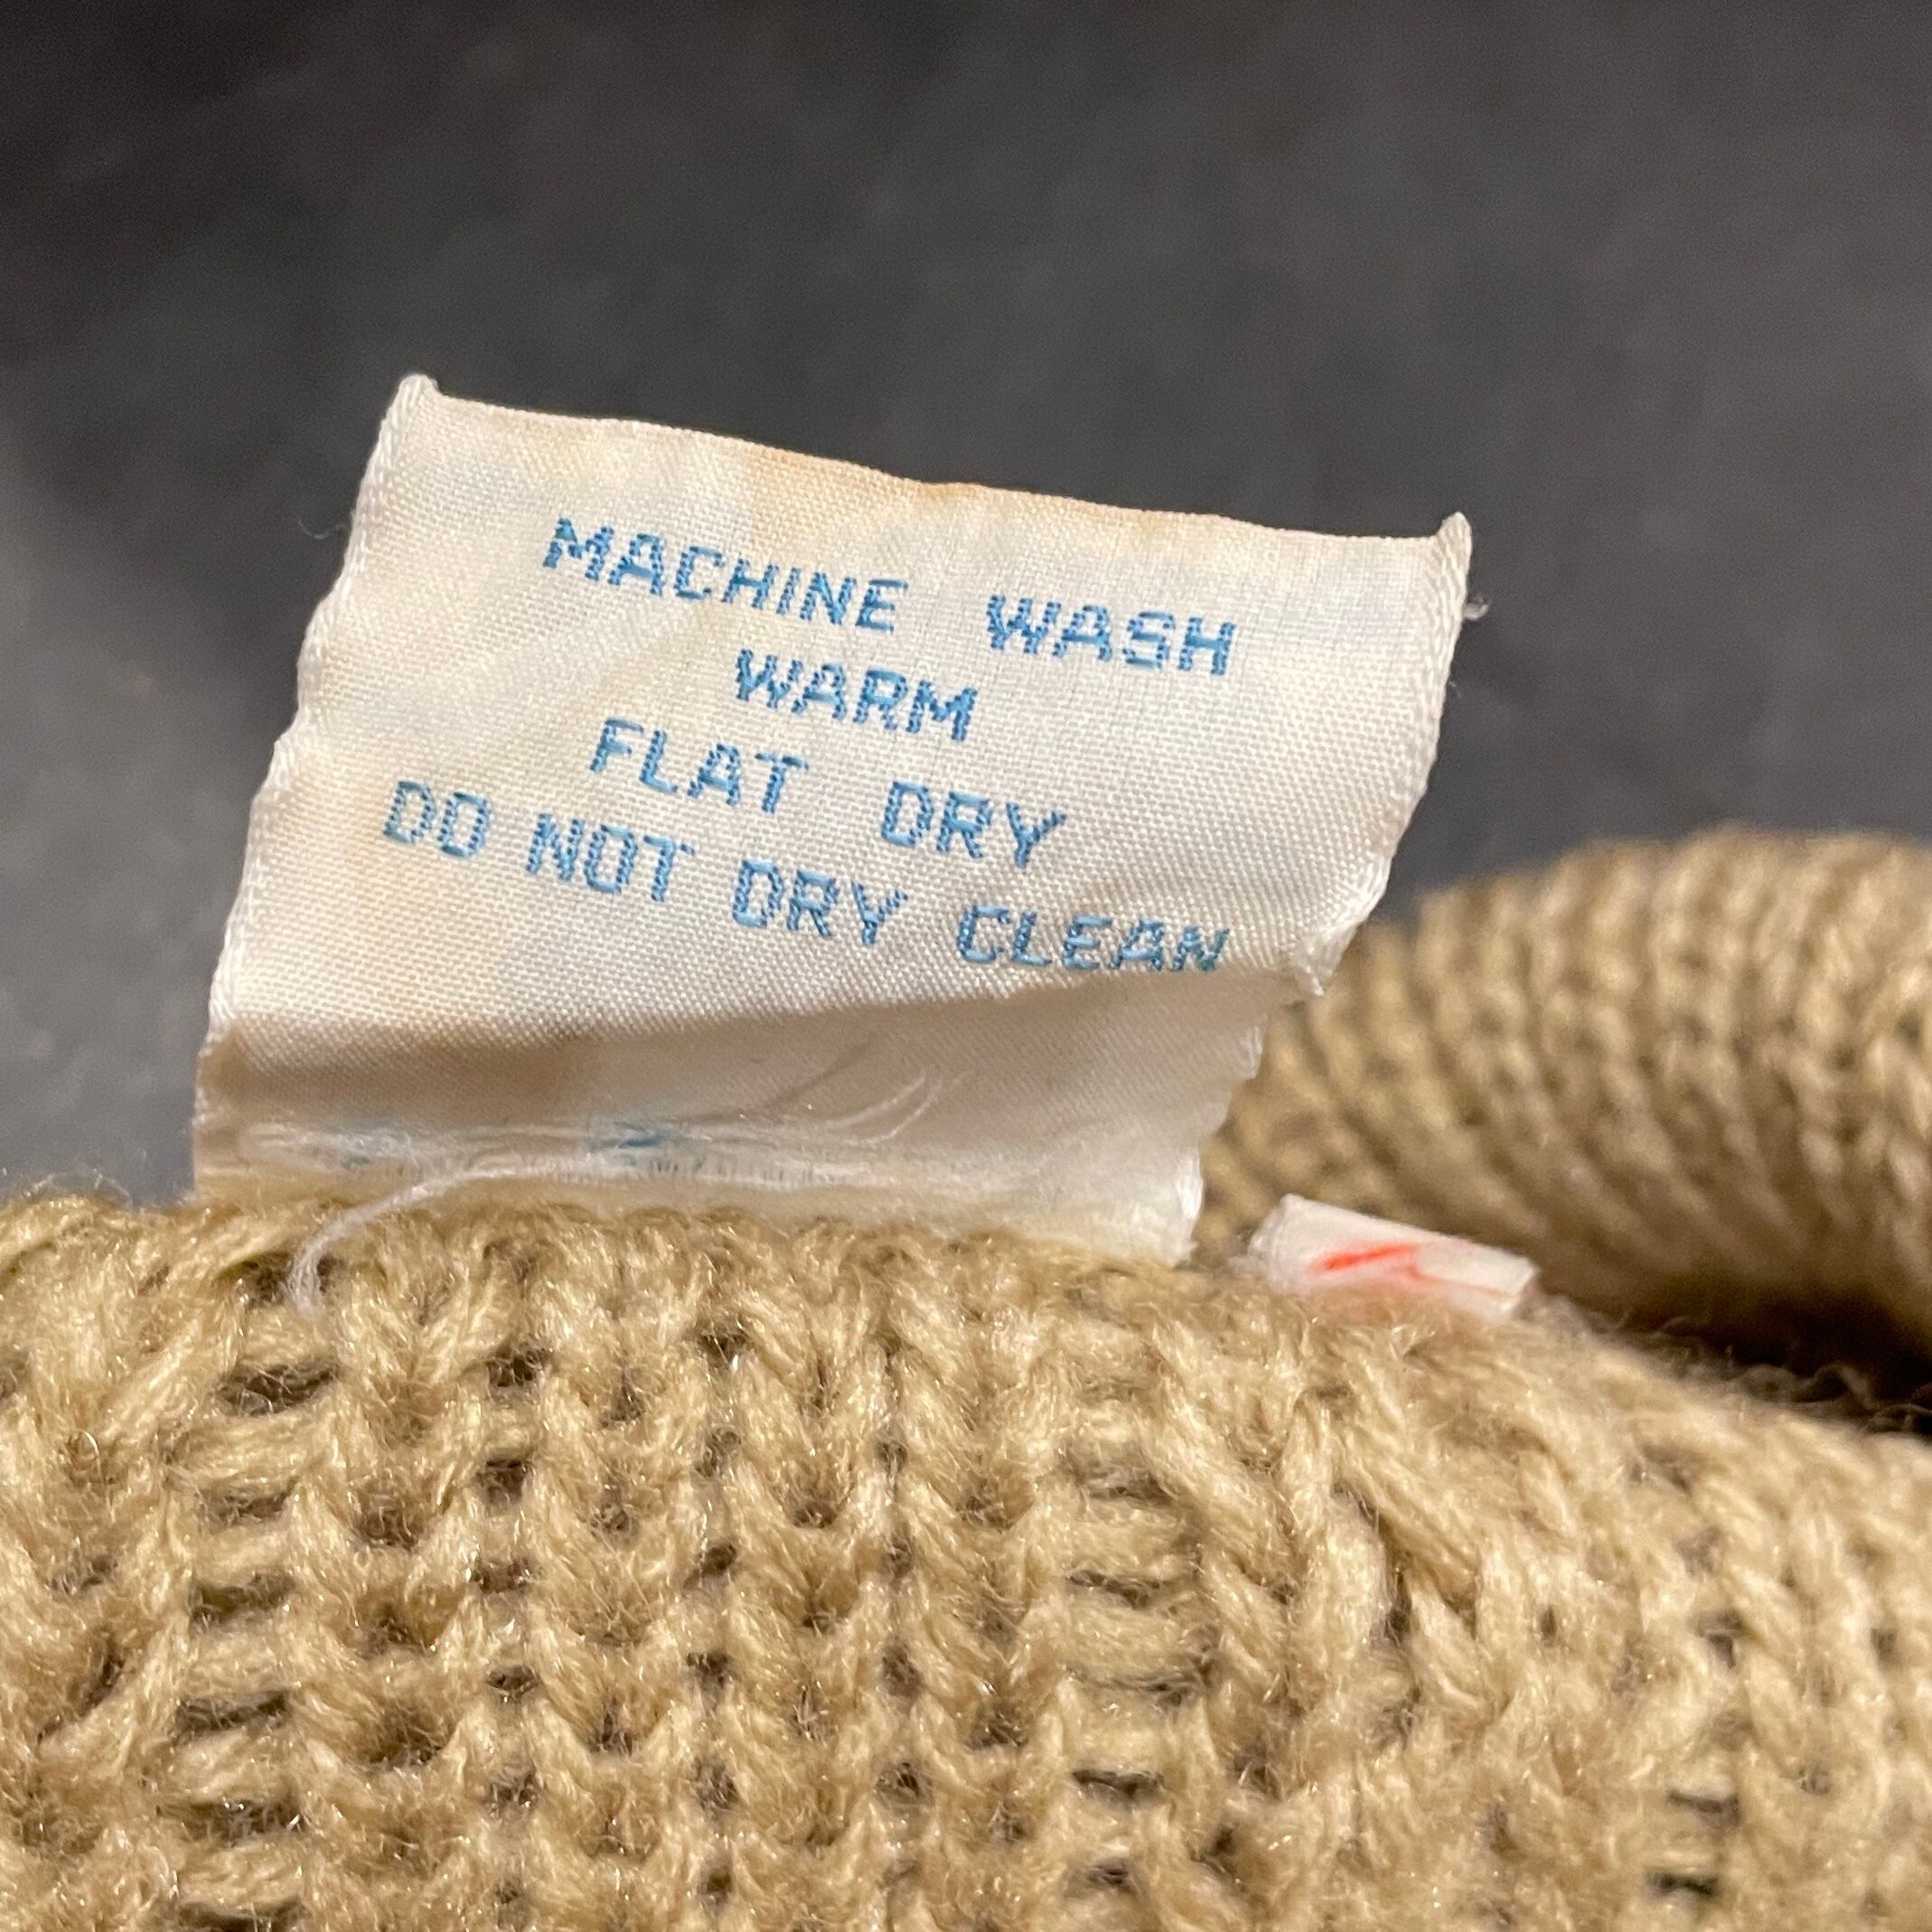 MACHINE WASH
WARM
FLAT DRY
DO NOT DRY CLEAN